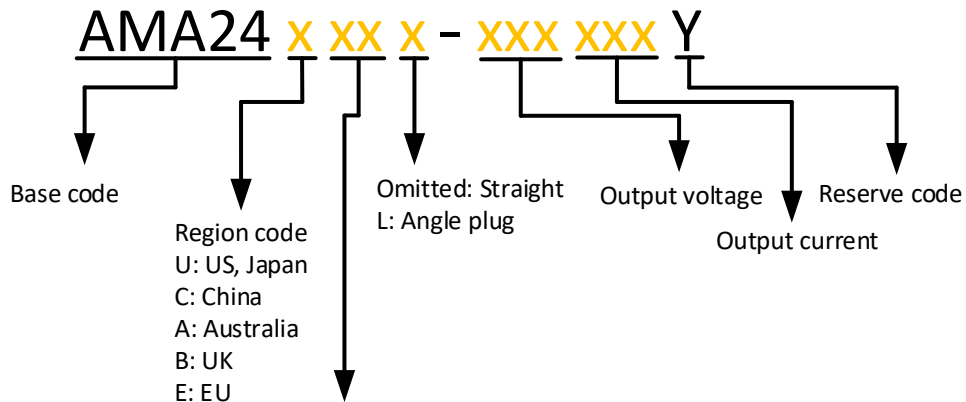 AMA24 x xx x - xxx xxx Y
Base code
Region code
U: US, Japan
C: China
A: Australia
B: UK
E: EU
Omitted: Straight
L: Angle plug
Output voltage
Output current
Reserve code